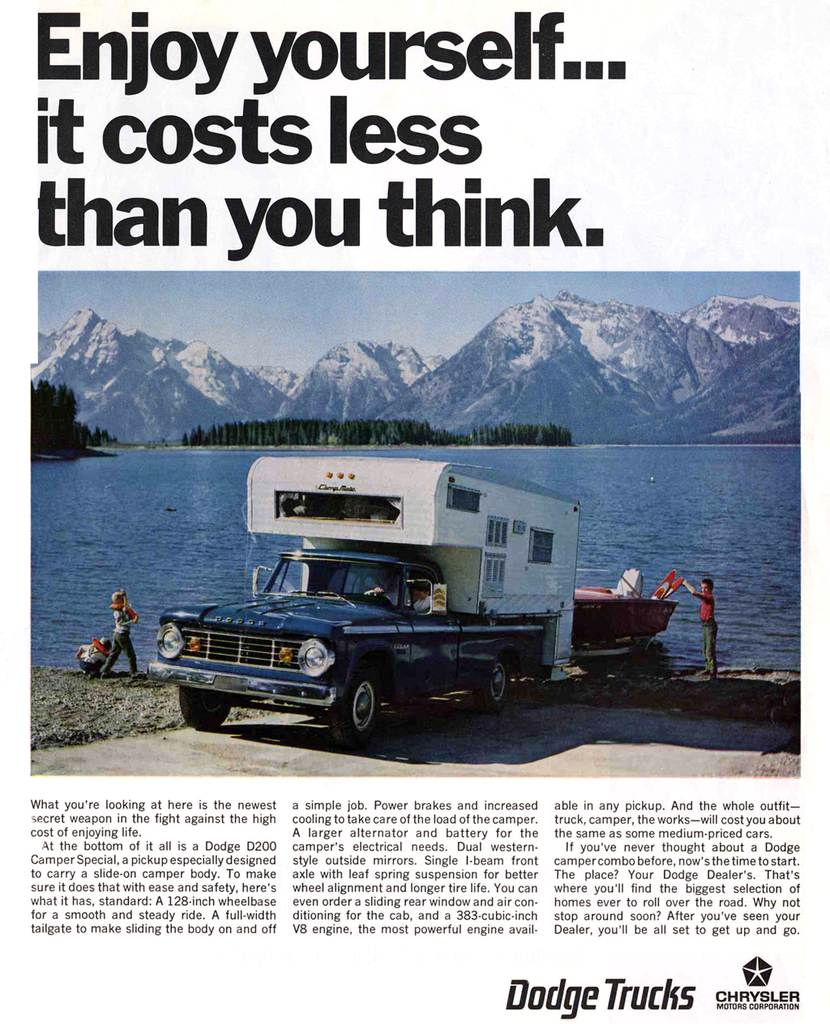 Enjoy yourself...
it costs less
than you think.
Camp Mate
DODGE
What you're looking at here is the newest
secret weapon in the fight against the high
cost of enjoying life.
At the bottom of it all is a Dodge D200
Camper Special, a pickup especially designed
to carry a slide-on camper body. To make
sure it does that with ease and safety, here's
what it has, standard: A 128-inch wheelbase
for a smooth and steady ride. A full-width
tailgate to make sliding the body on and off
a simple job. Power brakes and increased
cooling to take care of the load of the camper.
A larger alternator and battery for the
camper's electrical needs. Dual western-
style outside mirrors. Single I-beam front
axle with leaf spring suspension for better
wheel alignment and longer tire life. You can
even order a sliding rear window and air con-
ditioning for the cab, and a 383-cubic-inch
V8 engine, the most powerful engine avail-
able in any pickup. And the whole outfit—
truck, camper, the works—will cost you about
the same as some medium-priced cars.
If you've never thought about a Dodge
camper combo before, now's the time to start.
The place? Your Dodge Dealer's. That's
where you'll find the biggest selection of
homes ever to roll over the road. Why not
stop around soon? After you've seen your
Dealer, you'll be all set to get up and go.
Dodge Trucks
CHRYSLER
MOTORS CORPORATION